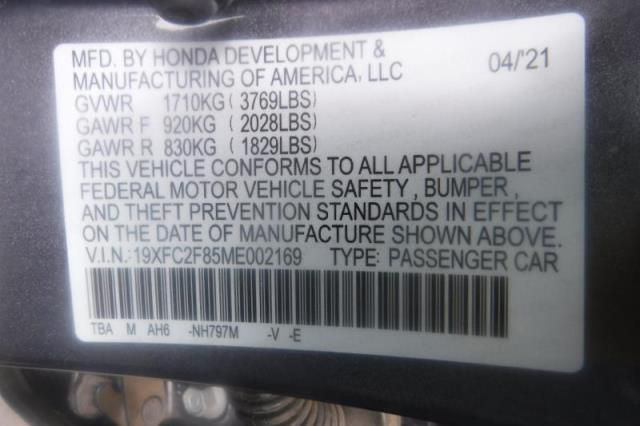 MFD. BY HONDA DEVELOPMENT & 04/'21
MANUFACTURING OF AMERICA, LLC
GVWR 1710KG ( 3769LBS)
GAWR F 920KG ( 2028LBS)
GAWR R 830KG ( 1829LBS)
THIS VEHICLE CONFORMS TO ALL APPLICABLE
FEDERAL MOTOR VEHICLE SAFETY, BUMPER,
AND THEFT PREVENTION STANDARDS IN EFFECT
ON THE DATE OF MANUFACTURE SHOWN ABOVE.
V.I.N.:19XFC2F85ME002169 TYPE: PASSENGER CAR
TBA M AH6 -NH797M -V -E